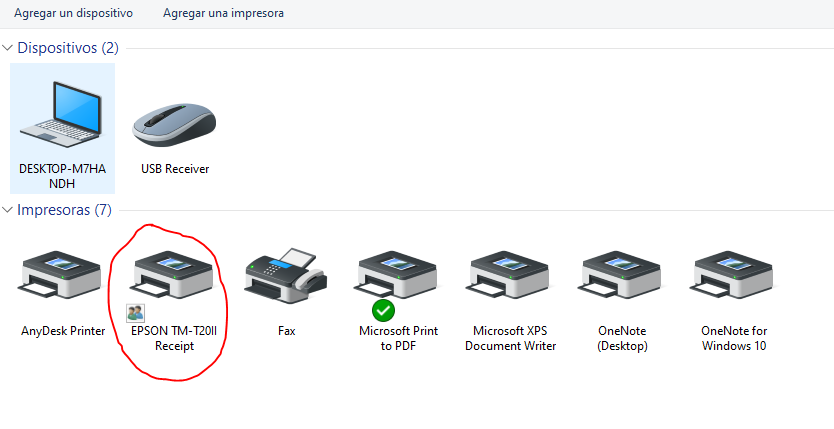 Agregar un dispositivo Agregar una impresora
Dispositivos (2)
DESKTOP-M7HA
NDH
USB Receiver
Impresoras (7)
AnyDesk Printer
EPSON TM-T20II
Receipt
Fax
Microsoft Print
to PDF
Microsoft XPS
Document Writer
OneNote
(Desktop)
OneNote for
Windows 10